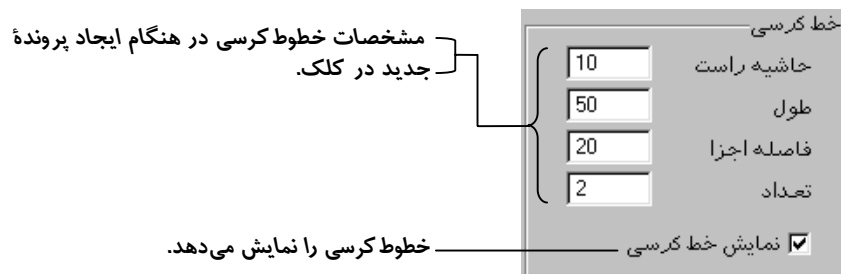 خط کرسی
حاشیه راست 10
طول 50
فاصله اجزا 20
تعداد 2
نمایش خط کرسی
مشخصات خطوط کرسی در هنگام ایجاد پروندهٔ
جدید در کلک.
خطوط کرسی را نمایش می‌دهد.